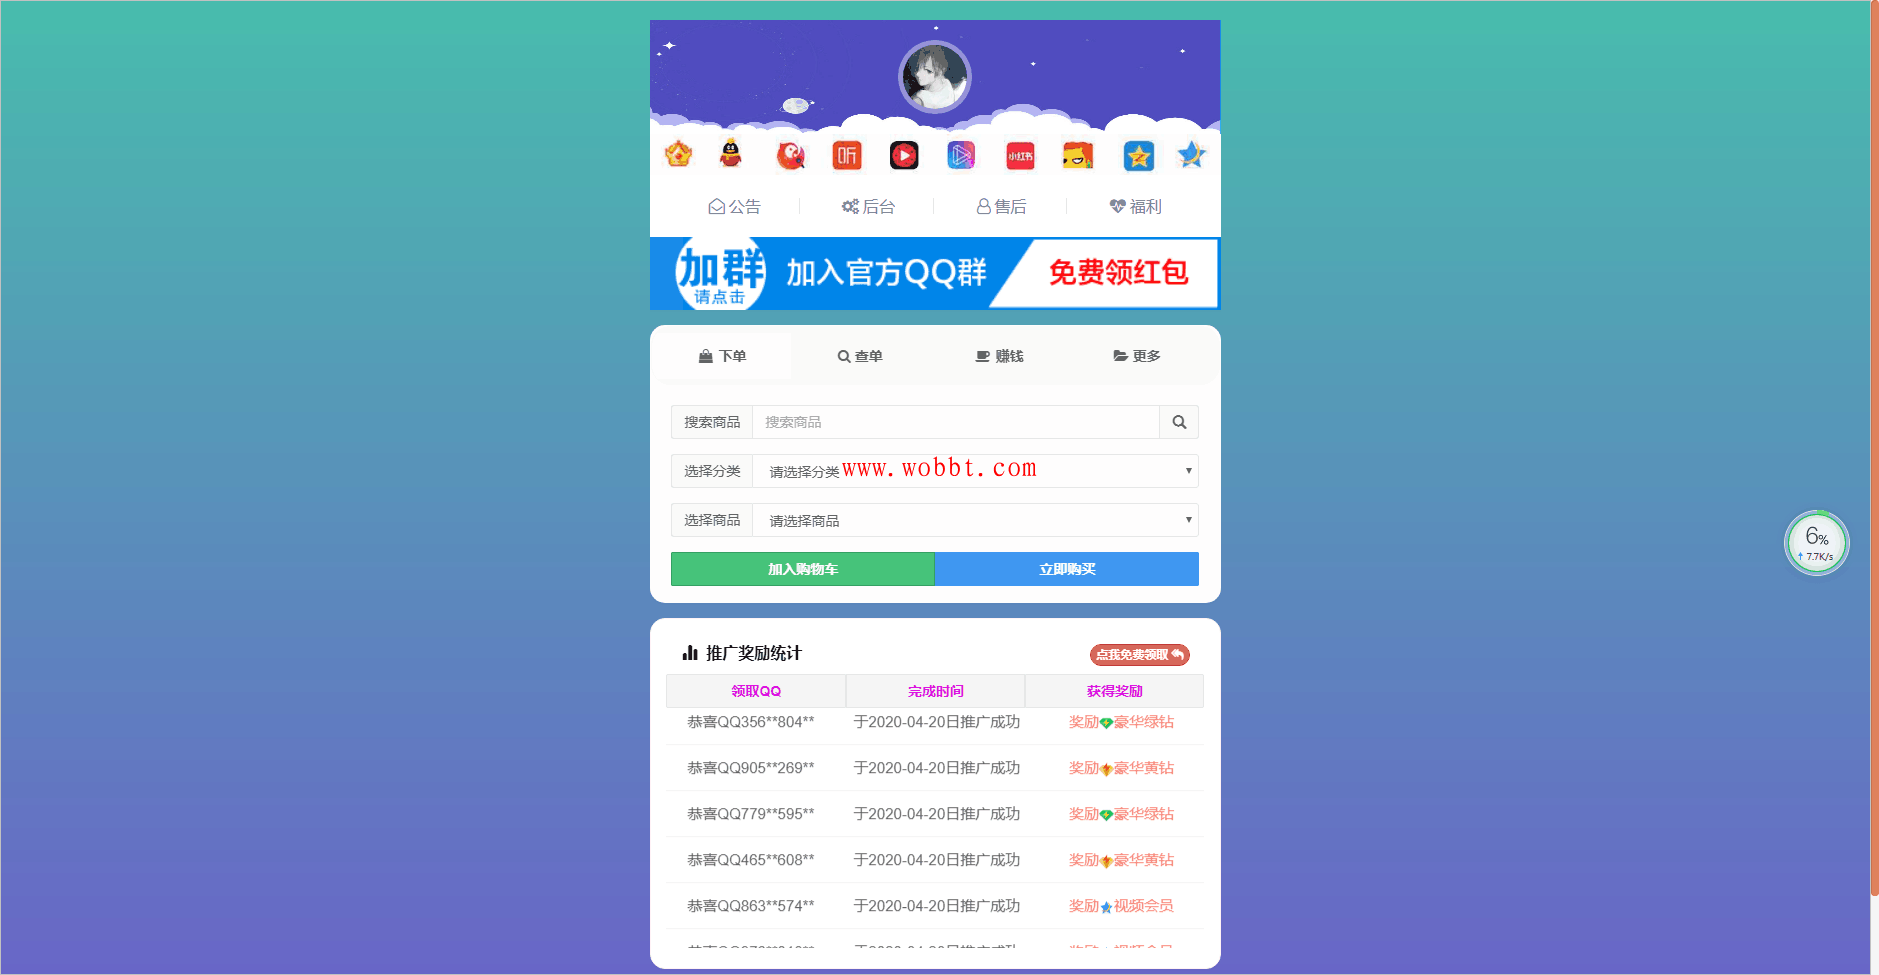 听
小红书
公告 后台 售后 福利
加群
请点击
加入官方QQ群
免费领红包
下单 查单 赚钱 更多
搜索商品 搜索商品
选择分类 请选择分类 www.wobbt.com
选择商品 请选择商品
加入购物车 立即购买
6%
7.7K/s
推广奖励统计 点我免费领取
领取QQ 完成时间 获得奖励
恭喜QQ356**804** 于2020-04-20日推广成功 奖励豪华绿钻
恭喜QQ905**269** 于2020-04-20日推广成功 奖励豪华黄钻
恭喜QQ779**595** 于2020-04-20日推广成功 奖励豪华绿钻
恭喜QQ465**608** 于2020-04-20日推广成功 奖励豪华黄钻
恭喜QQ863**574** 于2020-04-20日推广成功 奖励视频会员